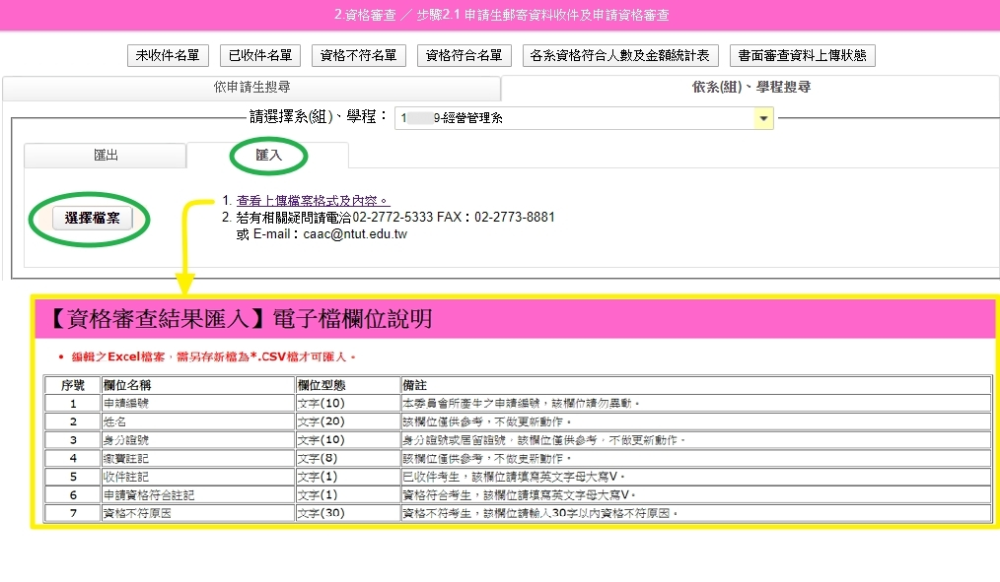 2.資格審查 ／ 步驟2.1 申請生郵寄資料收件及申請資格審查
未收件名單 已收件名單 資格不符名單 資格符合名單 各系資格符合人數及金額統計表 書面審查資料上傳狀態
依申請生搜尋 依系(組)、學程搜尋
請選擇系(組)、學程： 1 9-經營管理系
匯出 匯入
選擇檔案
1. 查看上傳檔案格式及內容。
2. 若有相關疑問請電洽02-2772-5333 FAX：02-2773-8881
或 E-mail：caac@ntut.edu.tw
【資格審查結果匯入】電子檔欄位說明
• 編輯之Excel檔案，需另存新檔為*.CSV檔才可匯入。
序號 欄位名稱 欄位型態 備註
1 申請編號 文字(10) 本委員會所產生之申請編號，該欄位請勿異動。
2 姓名 文字(20) 該欄位僅供參考，不做更新動作。
3 身分證號 文字(10) 身分證號或居留證號，該欄位僅供參考，不做更新動作。
4 繳費註記 文字(8) 該欄位僅供參考，不做更新動作。
5 收件註記 文字(1) 已收件考生，該欄位請填寫英文字母大寫V。
6 申請資格符合註記 文字(1) 資格符合考生，該欄位請填寫英文字母大寫V。
7 資格不符原因 文字(30) 資格不符考生，該欄位請輸入30字以內資格不符原因。